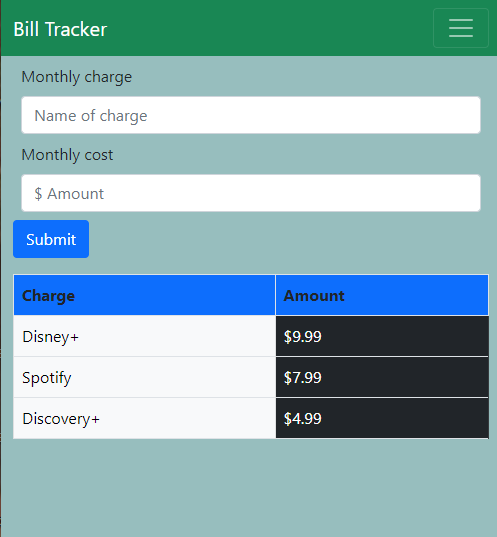 Bill Tracker
Monthly charge
Name of charge
Monthly cost
$ Amount
Submit
Charge Amount
Disney+ $9.99
Spotify $7.99
Discovery+ $4.99